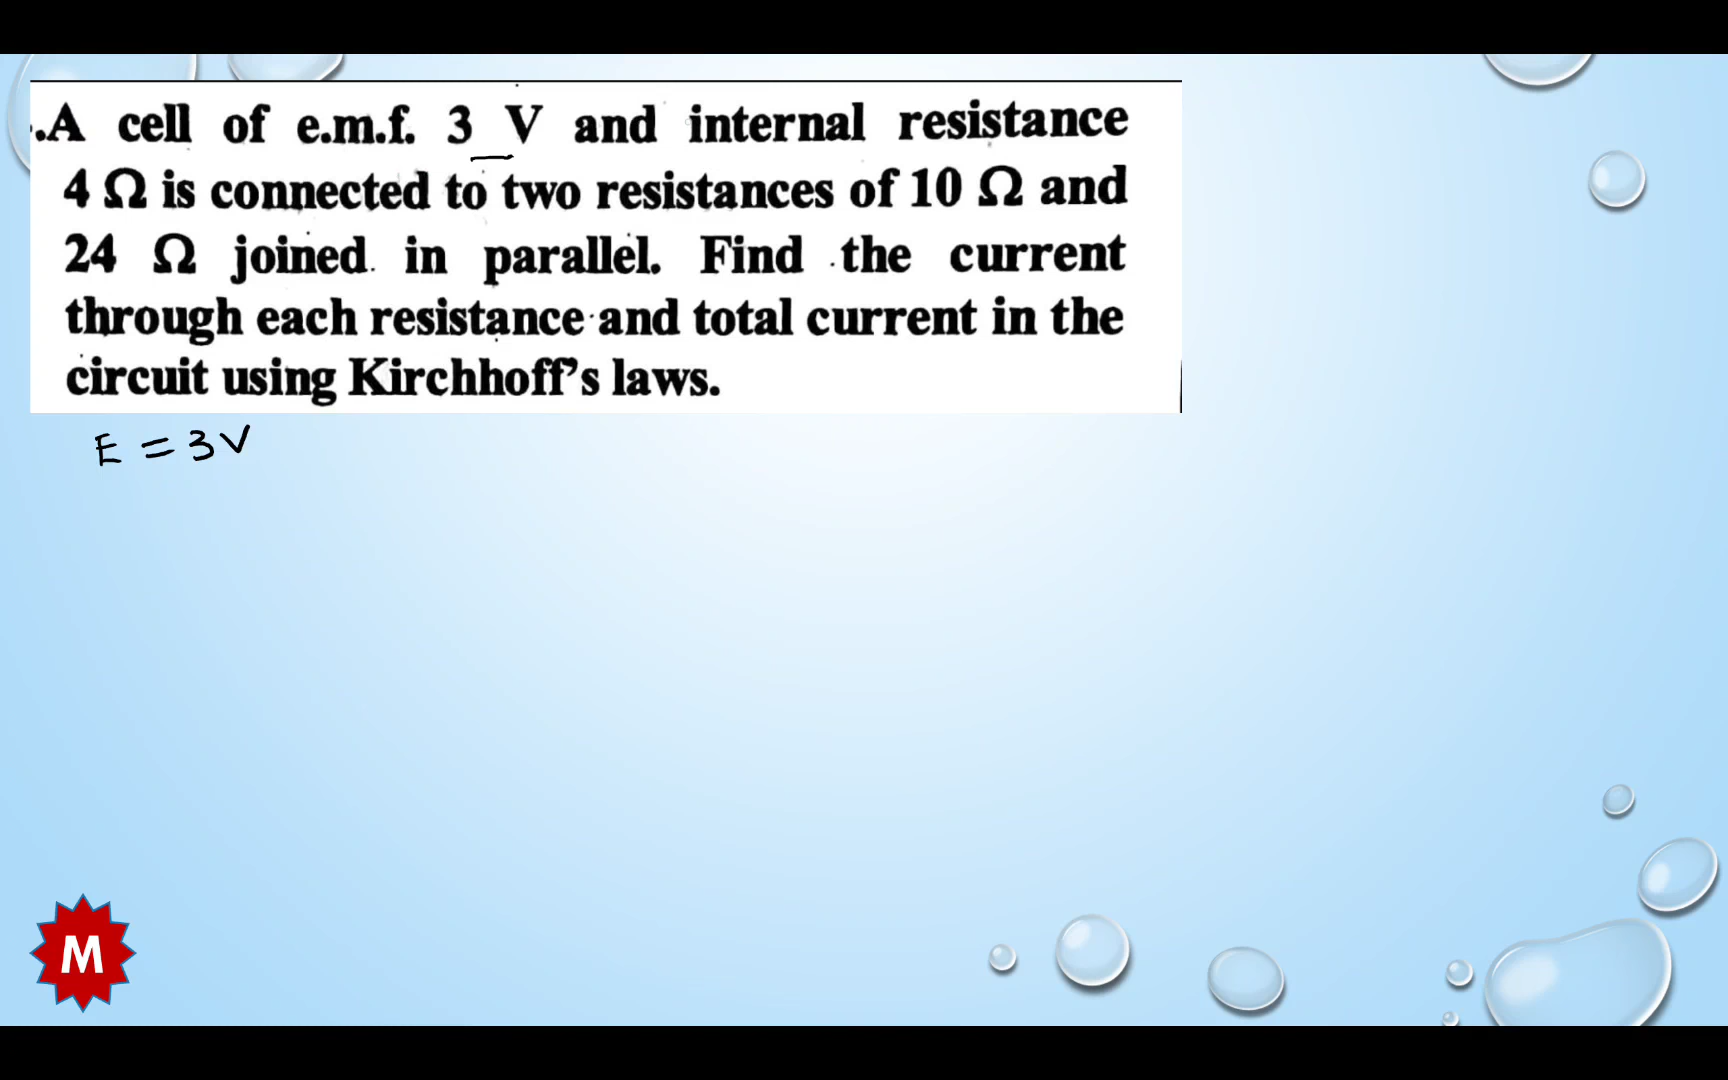 .A cell of e.m.f. 3 V and internal resistance
4 Ω is connected to two resistances of 10 Ω and
24 Ω joined in parallel. Find the current
through each resistance and total current in the
circuit using Kirchhoff's laws.
E = 3V
M